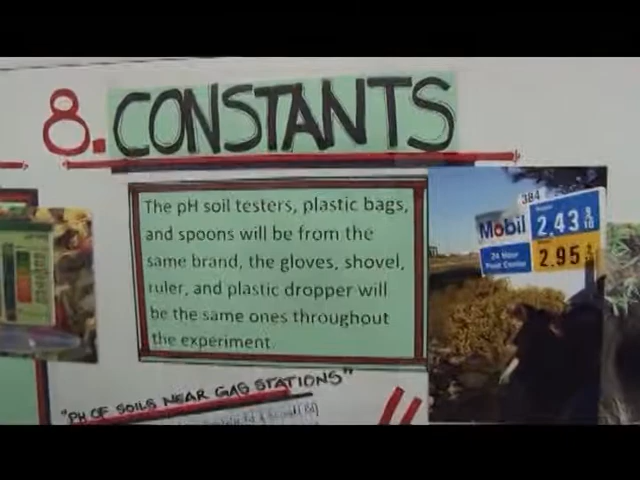 8. CONSTANTS
The pH soil testers, plastic bags,
and spoons will be from the
same brand, the gloves, shovel,
ruler, and plastic dropper will
be the same ones throughout
the experiment.
384
Mobil
2.43
24 Hour
Food Center
2.95
"PH OF SOILS NEAR GAS STATIONS"